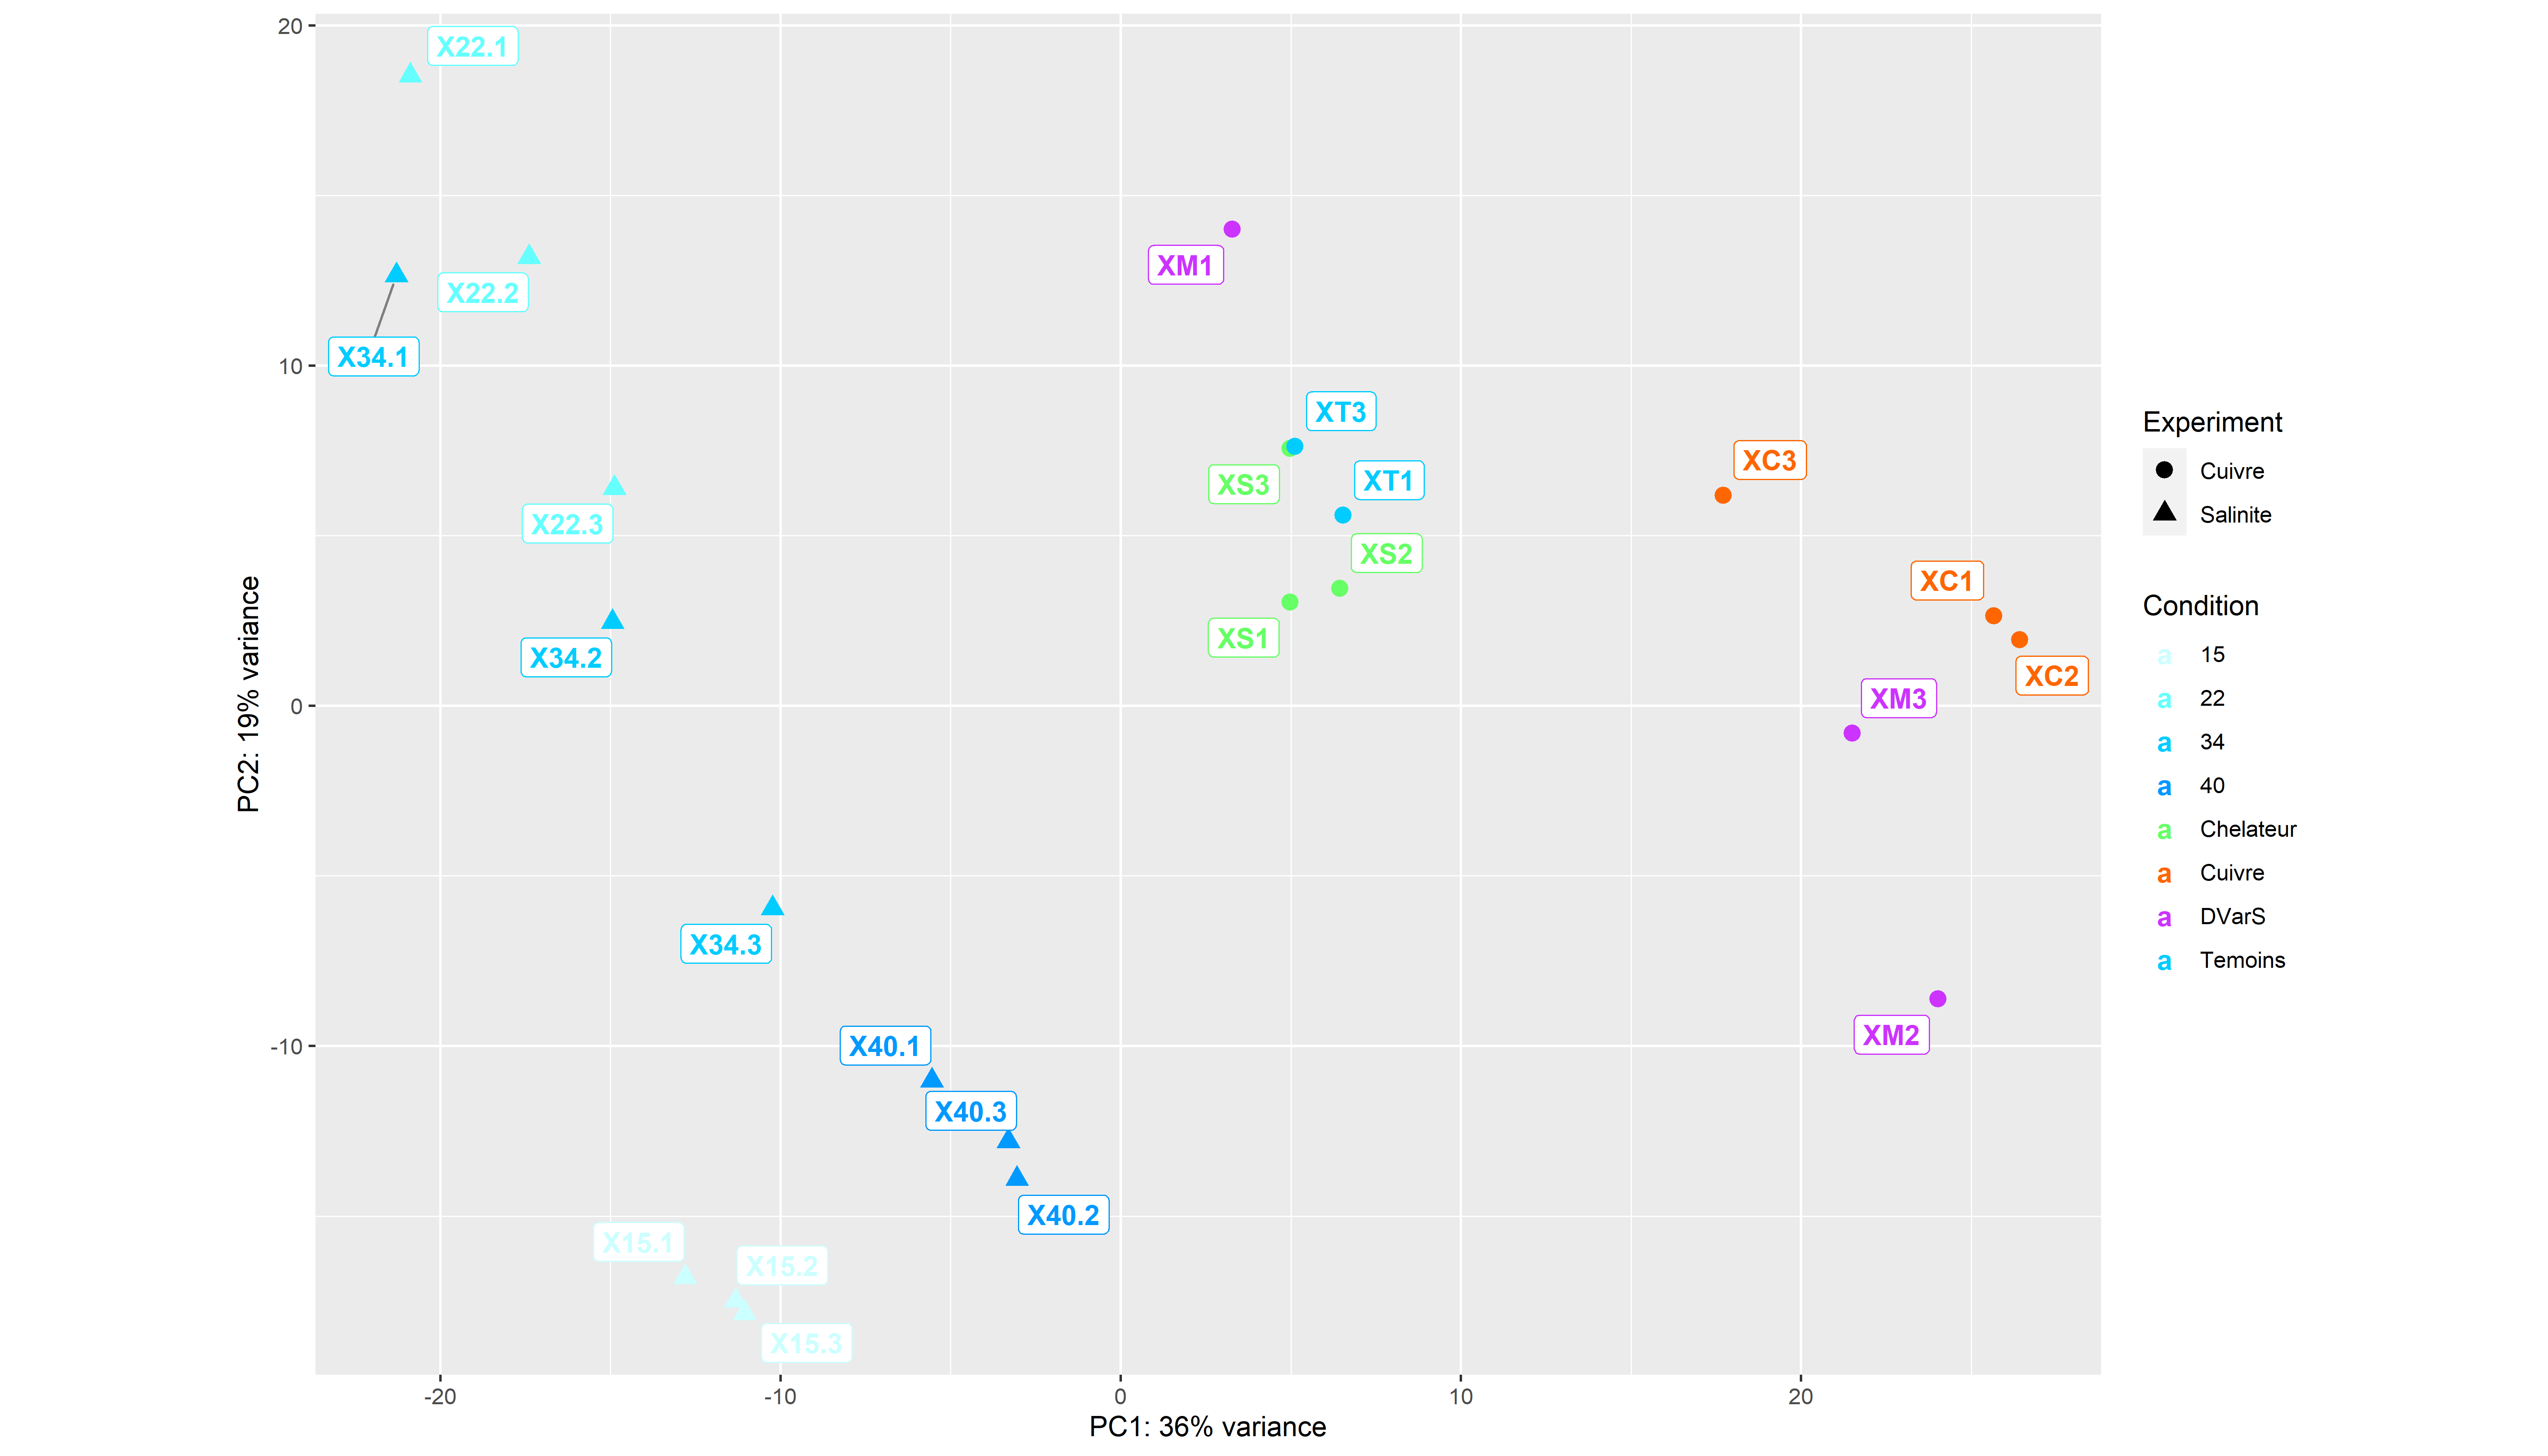 20
10
0
-10
PC2: 19% variance
X22.1
X22.2
X34.1
X22.3
X34.2
X34.3
X40.1
X40.3
X40.2
X15.1
X15.2
X15.3
XM1
XT3
XS3
XT1
XS2
XS1
XC3
XC1
XC2
XM3
XM2
-20
-10
0
10
20
PC1: 36% variance
Experiment
Cuivre
Salinite
Condition
a 15
a 22
a 34
a 40
a Chelateur
a Cuivre
a DVarS
a Temoins